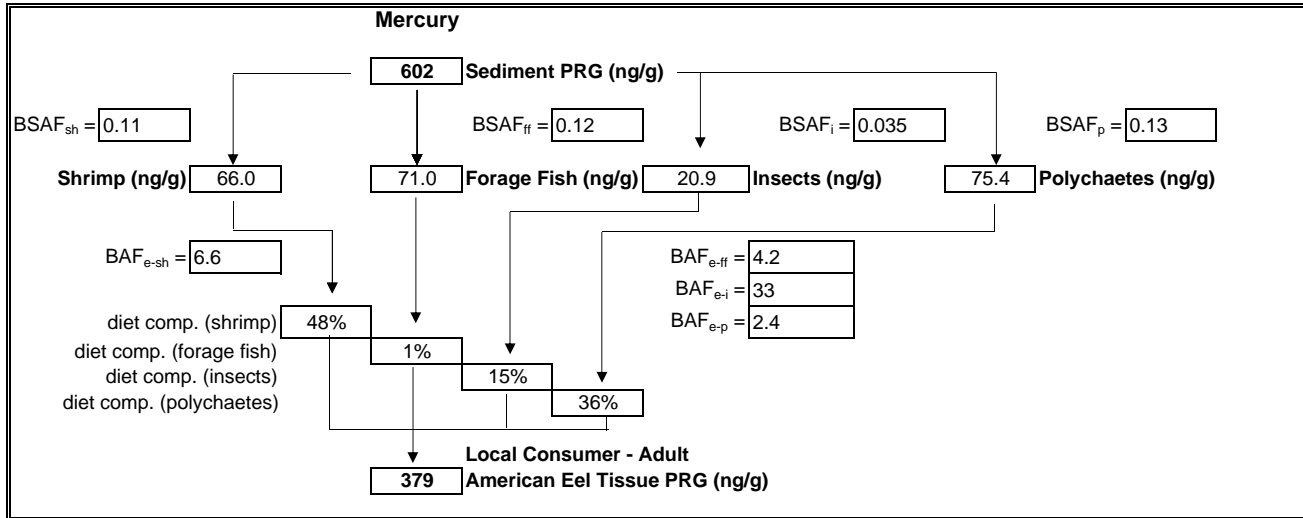 Mercury
602 Sediment PRG (ng/g)
BSAFsh = 0.11 BSAFff = 0.12 BSAFi = 0.035 BSAFp = 0.13
Shrimp (ng/g) 66.0 71.0 Forage Fish (ng/g) 20.9 Insects (ng/g) 75.4 Polychaetes (ng/g)
BAFe-sh = 6.6 BAFe-ff = 4.2
BAFe-i = 33
BAFe-p = 2.4
diet comp. (shrimp) 48%
diet comp. (forage fish) 1%
diet comp. (insects) 15%
diet comp. (polychaetes) 36%
Local Consumer - Adult
379 American Eel Tissue PRG (ng/g)